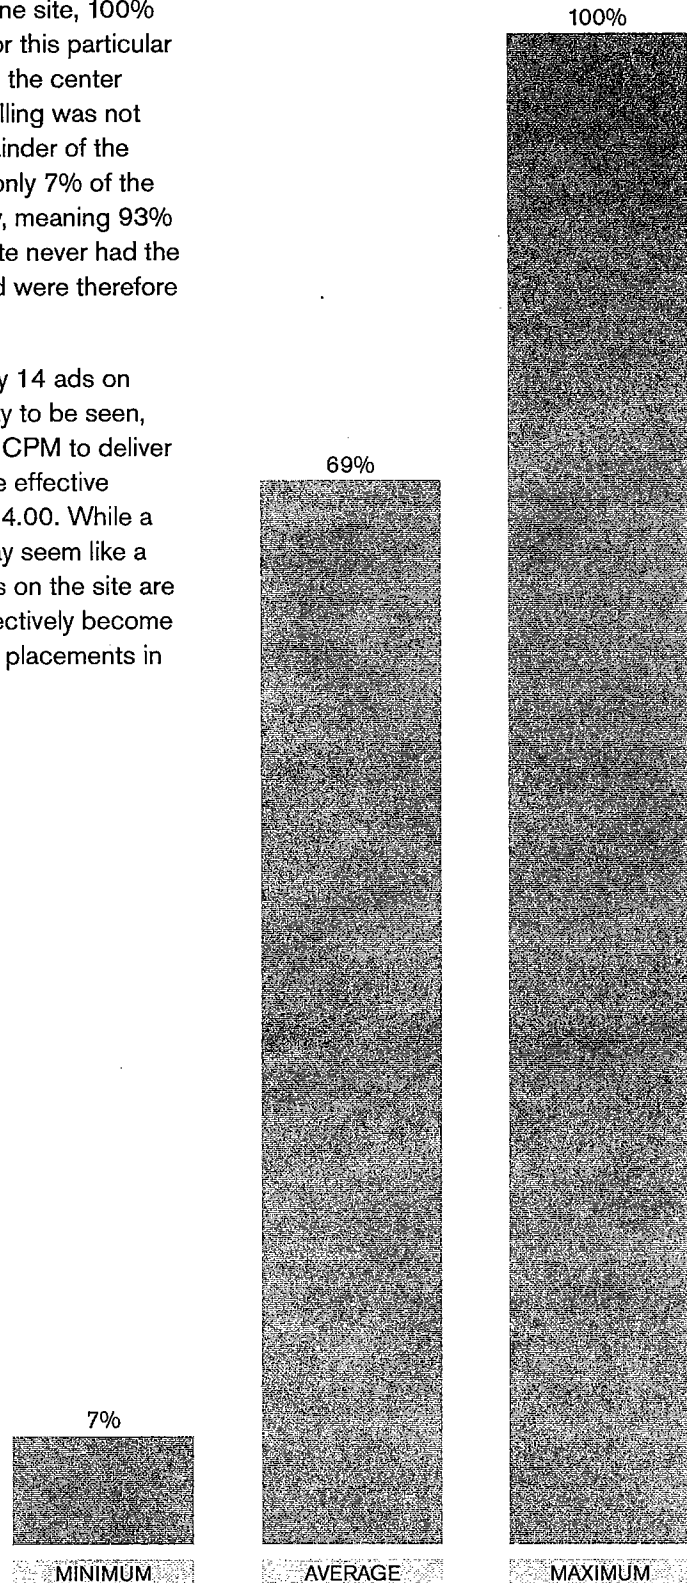 ne site, 100%
or this particular
the center
lling was not
inder of the
only 7% of the
, meaning 93%
te never had the
d were therefore
y 14 ads on
y to be seen,
CPM to deliver
e effective
4.00. While a
ay seem like a
s on the site are
ectively become
placements in
100%
69%
7%
MINIMUM
AVERAGE
MAXIMUM